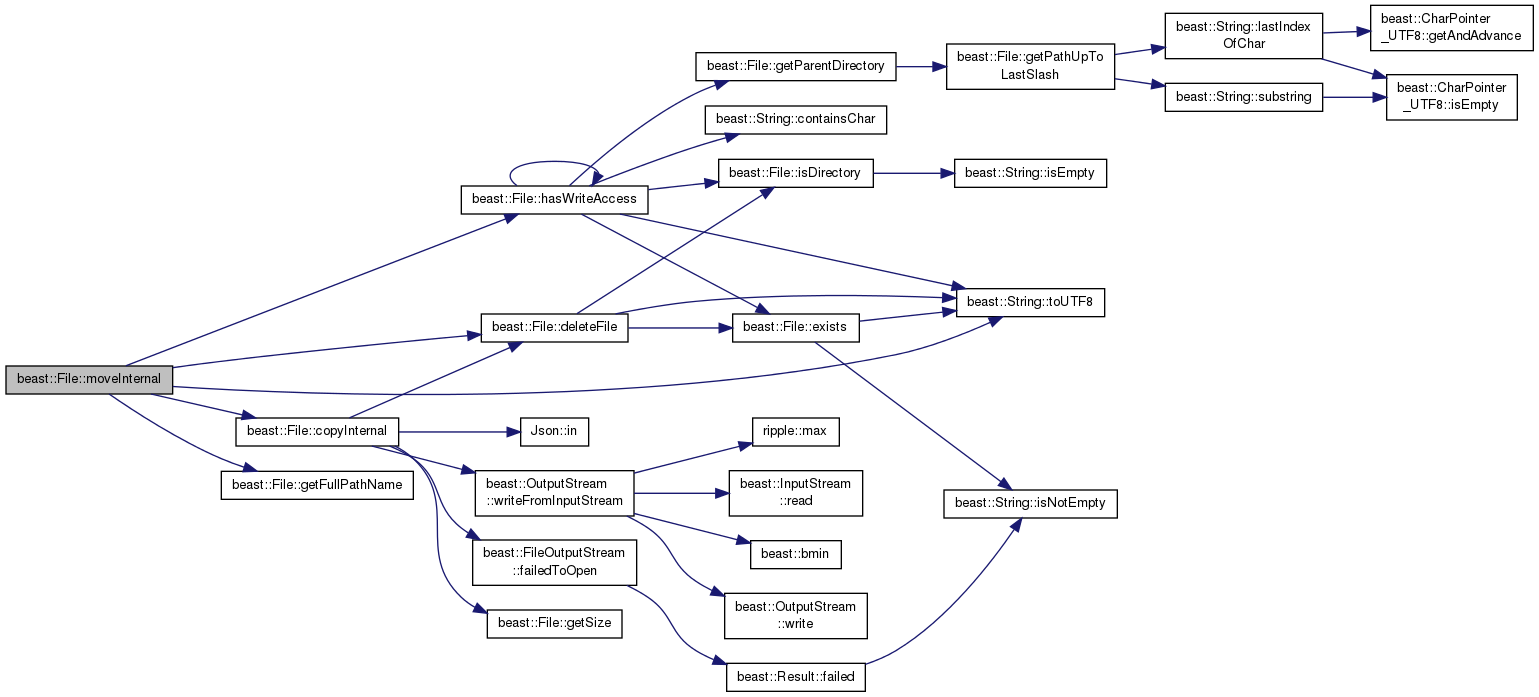 beast::File::moveInternal
beast::File::hasWriteAccess
beast::File::deleteFile
beast::File::copyInternal
beast::File::getFullPathName
beast::File::getParentDirectory
beast::String::containsChar
beast::File::isDirectory
beast::File::exists
Json::in
beast::OutputStream
::writeFromInputStream
beast::FileOutputStream
::failedToOpen
beast::File::getSize
ripple::max
beast::InputStream
::read
beast::bmin
beast::OutputStream
::write
beast::Result::failed
beast::File::getPathUpTo
LastSlash
beast::String::isEmpty
beast::String::toUTF8
beast::String::isNotEmpty
beast::String::lastIndex
OfChar
beast::String::substring
beast::CharPointer
_UTF8::getAndAdvance
beast::CharPointer
_UTF8::isEmpty